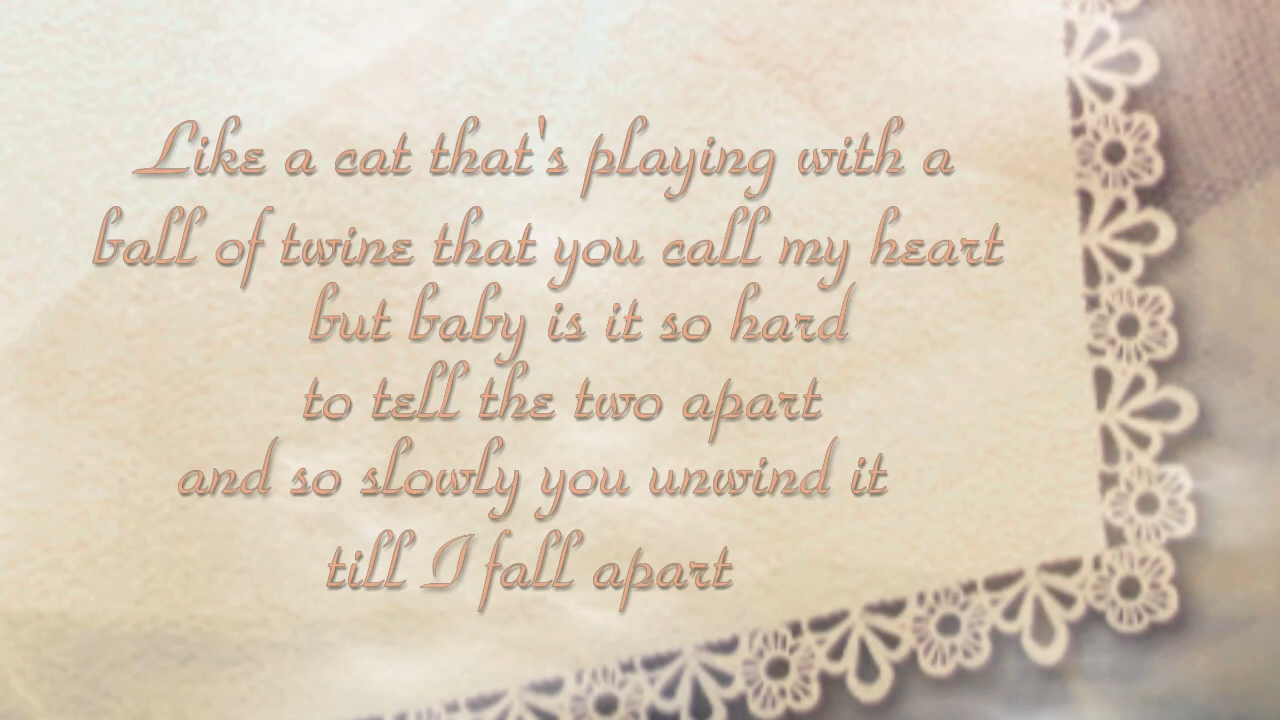 Like a cat that's playing with a
ball of twine that you call my heart
but baby is it so hard
to tell the two apart
and so slowly you unwind it
till I fall apart